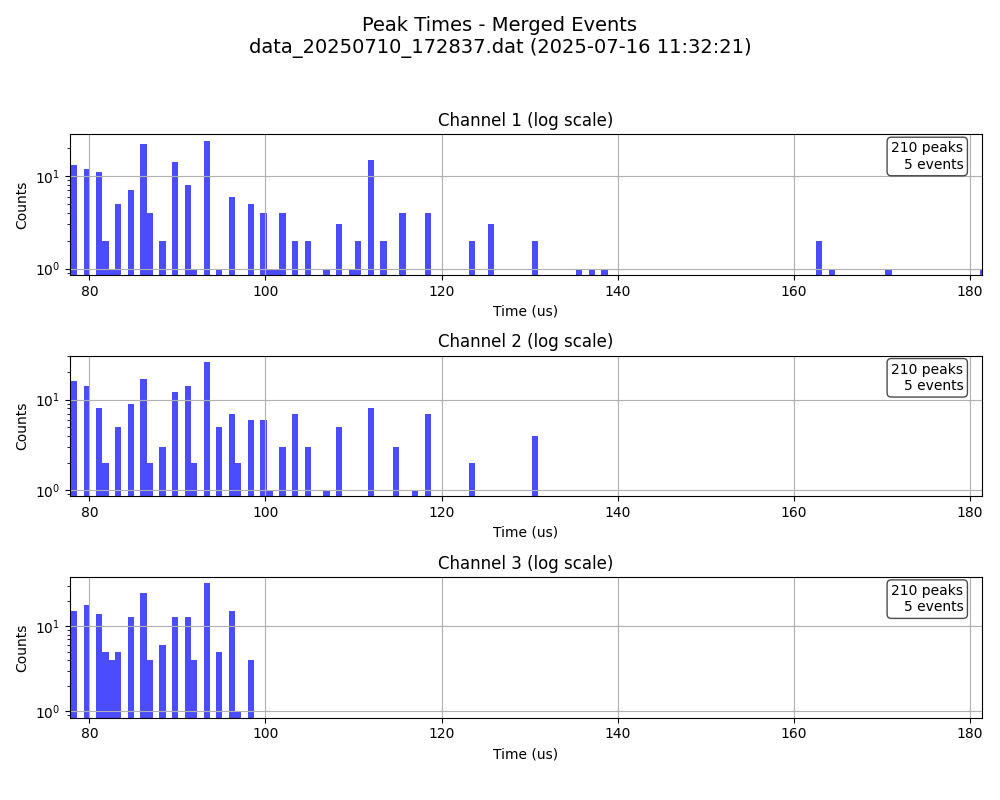 Peak Times - Merged Events
data_20250710_172837.dat (2025-07-16 11:32:21)
Channel 1 (log scale)
210 peaks
5 events
Counts
10¹
10⁰
80 100 120 140 160 180
Time (us)
Channel 2 (log scale)
210 peaks
5 events
Counts
10¹
10⁰
80 100 120 140 160 180
Time (us)
Channel 3 (log scale)
210 peaks
5 events
Counts
10¹
10⁰
80 100 120 140 160 180
Time (us)